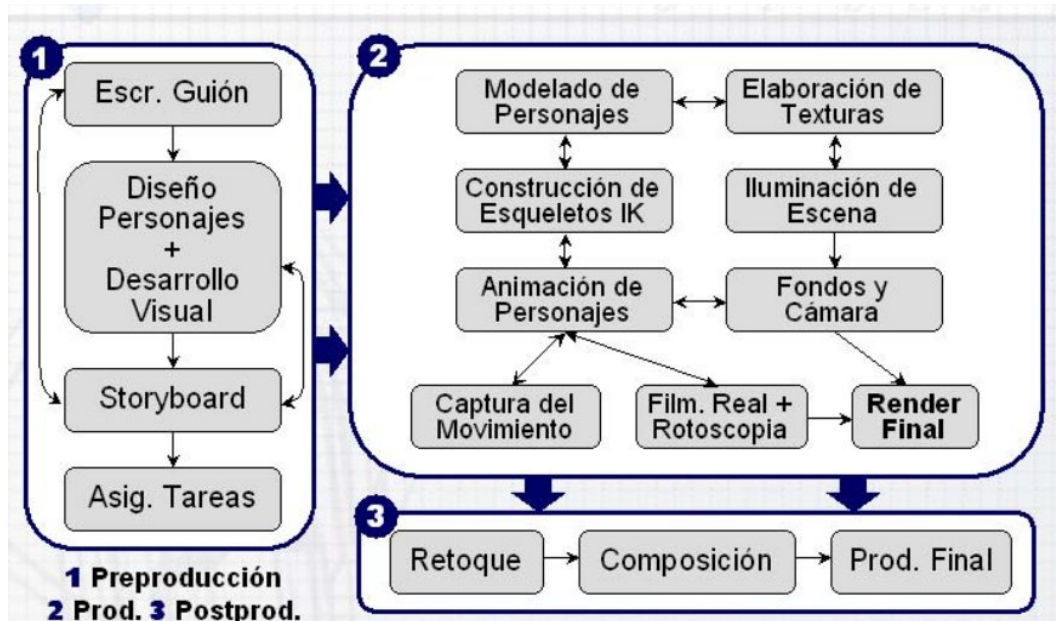 1
Escr. Guión
Diseño
Personajes
+
Desarrollo
Visual
Storyboard
Asig. Tareas
1 Preproducción
2 Prod. 3 Postprod.
2
Modelado de
Personajes
Elaboración de
Texturas
Construcción de
Esqueletos IK
Iluminación de
Escena
Animación de
Personajes
Fondos y
Cámara
Captura del
Movimiento
Film. Real +
Rotoscopia
Render
Final
3
Retoque
Composición
Prod. Final